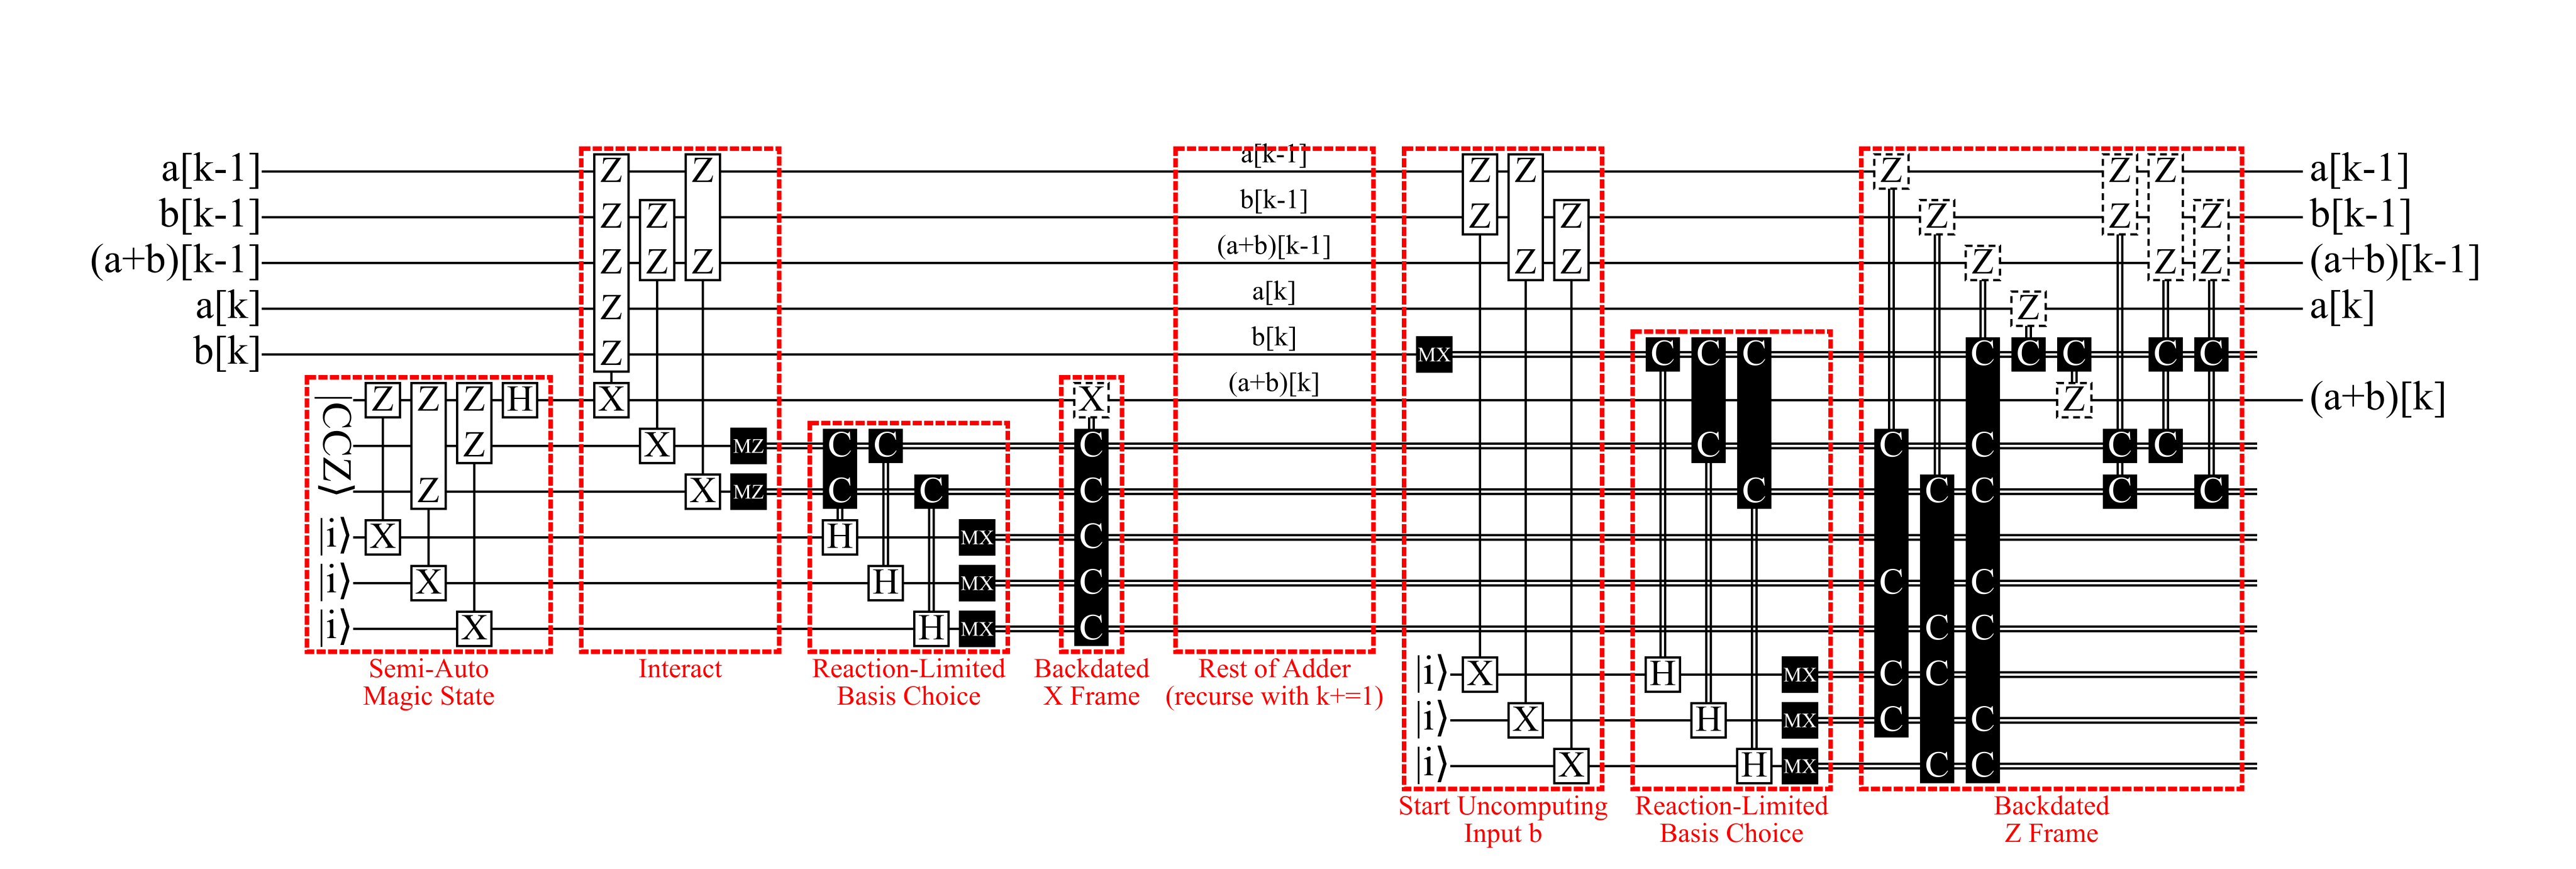 a[k-1]
b[k-1]
(a+b)[k-1]
a[k]
b[k]
|CCZ⟩
|i⟩
|i⟩
|i⟩
Z Z Z H
Z Z
X X X
Semi-Auto
Magic State
Z Z
Z Z
Z Z Z
Z
Z
X
X MZ
X MZ
Interact
C C
C C
H MX
H MX
H MX
Reaction-Limited
Basis Choice
X
C
C
C
C
C
Backdated
X Frame
a[k-1]
b[k-1]
(a+b)[k-1]
a[k]
b[k]
(a+b)[k]
Rest of Adder
(recurse with k+=1)
Z Z
Z Z
Z Z
MX
|i⟩ X
|i⟩ X
|i⟩ X
Start Uncomputing
Input b
C C C
C
C
H MX
H MX
H MX
Reaction-Limited
Basis Choice
Z Z Z
Z Z Z
Z Z Z
Z
C C C C C
Z
C C C C
C C C C
C
C C
C C
C C
C C
C C
Backdated
Z Frame
a[k-1]
b[k-1]
(a+b)[k-1]
a[k]
(a+b)[k]